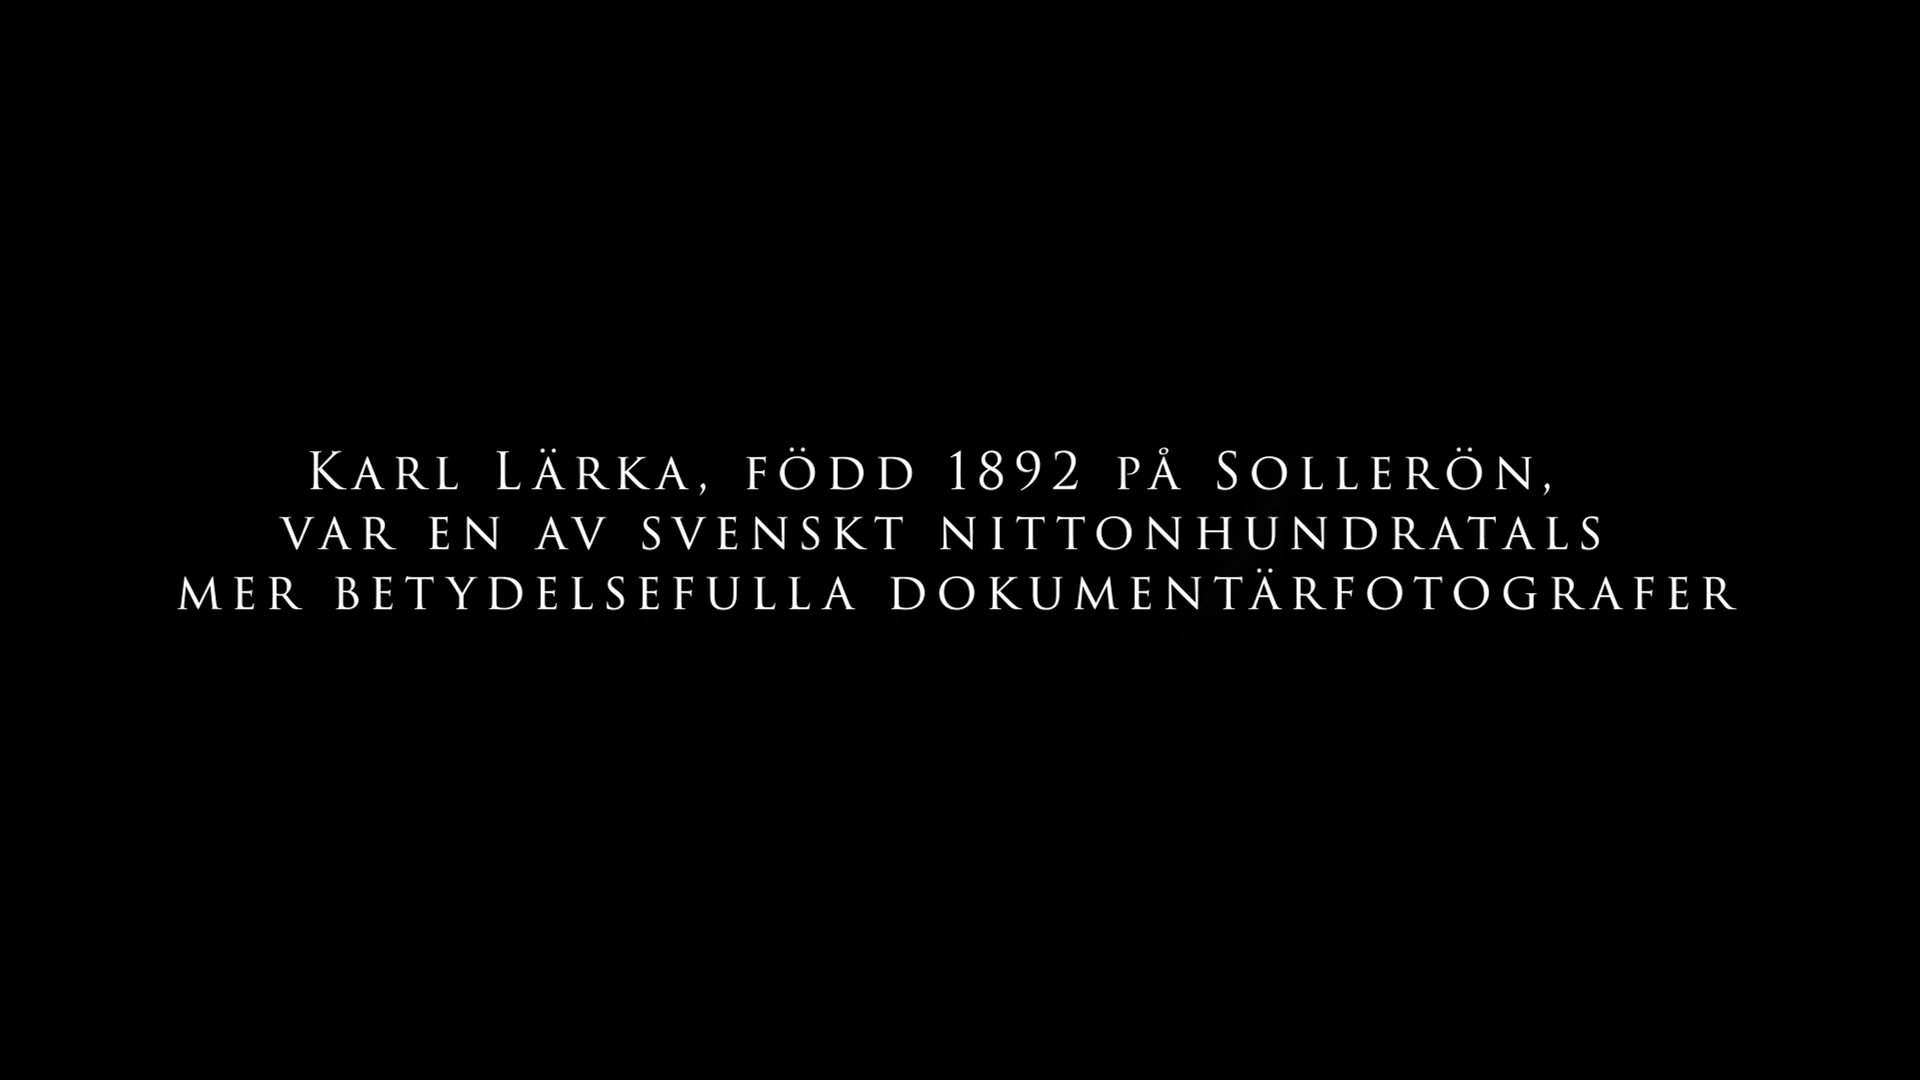 Karl Lärka, född 1892 på Sollerön,
var en av svenskt nittonhundratals
mer betydelsefulla dokumentärfotografer